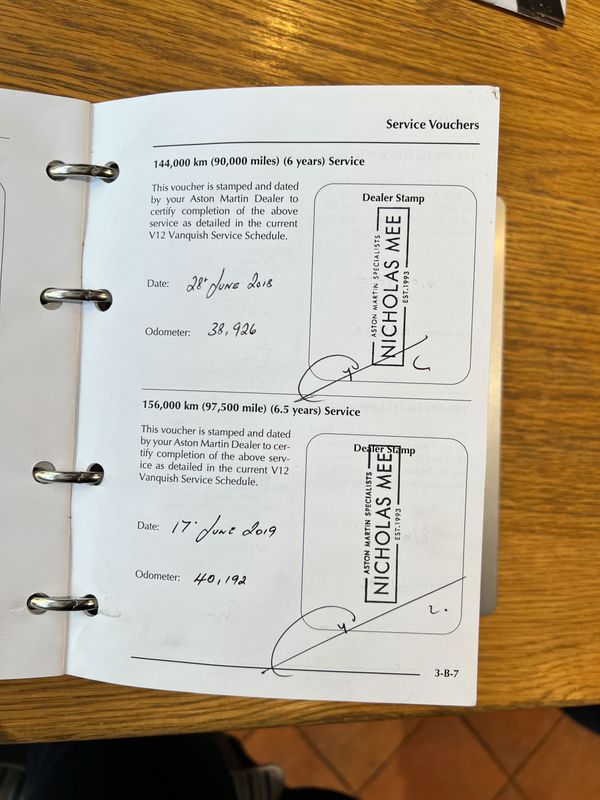 Service Vouchers
144,000 km (90,000 miles) (6 years) Service
This voucher is stamped and dated
by your Aston Martin Dealer to
certify completion of the above
service as detailed in the current
V12 Vanquish Service Schedule.
Dealer Stamp
ASTON MARTIN SPECIALISTS
NICHOLAS MEE
EST.1993
Date: 28th June 2018
Odometer: 38,926
156,000 km (97,500 mile) (6.5 years) Service
This voucher is stamped and dated
by your Aston Martin Dealer to cer-
tify completion of the above serv-
ice as detailed in the current V12
Vanquish Service Schedule.
Dealer Stamp
ASTON MARTIN SPECIALISTS
NICHOLAS MEE
EST.1993
Date: 17 June 2019
Odometer: 40,192
3-B-7